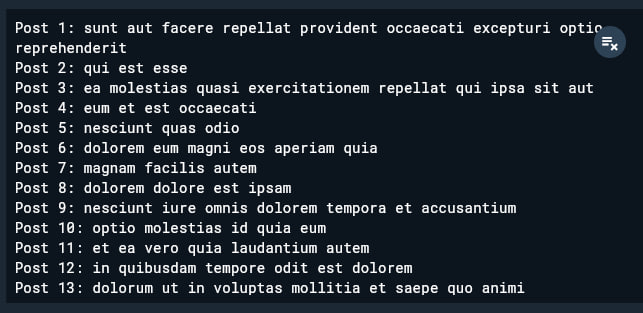 Post 1: sunt aut facere repellat provident occaecati excepturi optio
reprehenderit
Post 2: qui est esse
Post 3: ea molestias quasi exercitationem repellat qui ipsa sit aut
Post 4: eum et est occaecati
Post 5: nesciunt quas odio
Post 6: dolorem eum magni eos aperiam quia
Post 7: magnam facilis autem
Post 8: dolorem dolore est ipsam
Post 9: nesciunt iure omnis dolorem tempora et accusantium
Post 10: optio molestias id quia eum
Post 11: et ea vero quia laudantium autem
Post 12: in quibusdam tempore odit est dolorem
Post 13: dolorum ut in voluptas mollitia et saepe quo animi